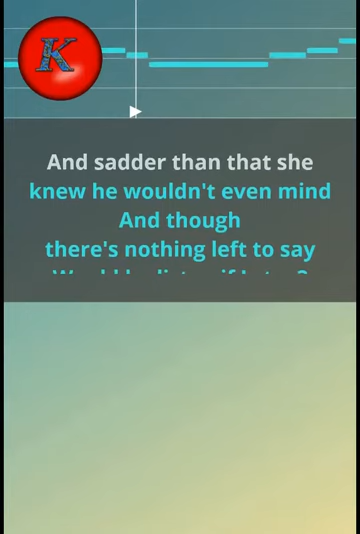 K
And sadder than that she
knew he wouldn't even mind
And though
there's nothing left to say